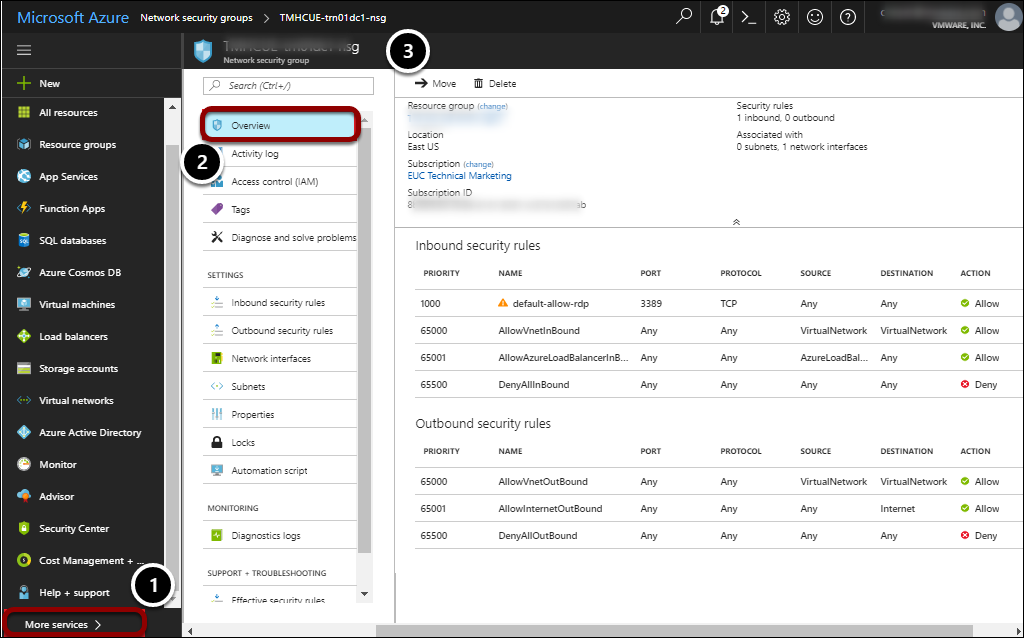 Microsoft Azure Network security groups > TMHCUE-trn01dc1-nsg
2
VMWARE, INC.
TMHCUE-trn01dc1-nsg
Network security group
3
Search (Ctrl+/)
Move Delete
New
All resources
Resource groups
App Services
Function Apps
SQL databases
Azure Cosmos DB
Virtual machines
Load balancers
Storage accounts
Virtual networks
Azure Active Directory
Monitor
Advisor
Security Center
Cost Management + ...
Help + support
1
More services >
Overview
2
Activity log
Access control (IAM)
Tags
Diagnose and solve problems
SETTINGS
Inbound security rules
Outbound security rules
Network interfaces
Subnets
Properties
Locks
Automation script
MONITORING
Diagnostics logs
SUPPORT + TROUBLESHOOTING
Effective security rules
Resource group (change)
Location
East US
Subscription (change)
EUC Technical Marketing
Subscription ID
Security rules
1 inbound, 0 outbound
Associated with
0 subnets, 1 network interfaces
Inbound security rules
PRIORITY NAME PORT PROTOCOL SOURCE DESTINATION ACTION
1000 default-allow-rdp 3389 TCP Any Any Allow
65000 AllowVnetInBound Any Any VirtualNetwork VirtualNetwork Allow
65001 AllowAzureLoadBalancerInB... Any Any AzureLoadBal... Any Allow
65500 DenyAllInBound Any Any Any Any Deny
Outbound security rules
PRIORITY NAME PORT PROTOCOL SOURCE DESTINATION ACTION
65000 AllowVnetOutBound Any Any VirtualNetwork VirtualNetwork Allow
65001 AllowInternetOutBound Any Any Any Internet Allow
65500 DenyAllOutBound Any Any Any Any Deny